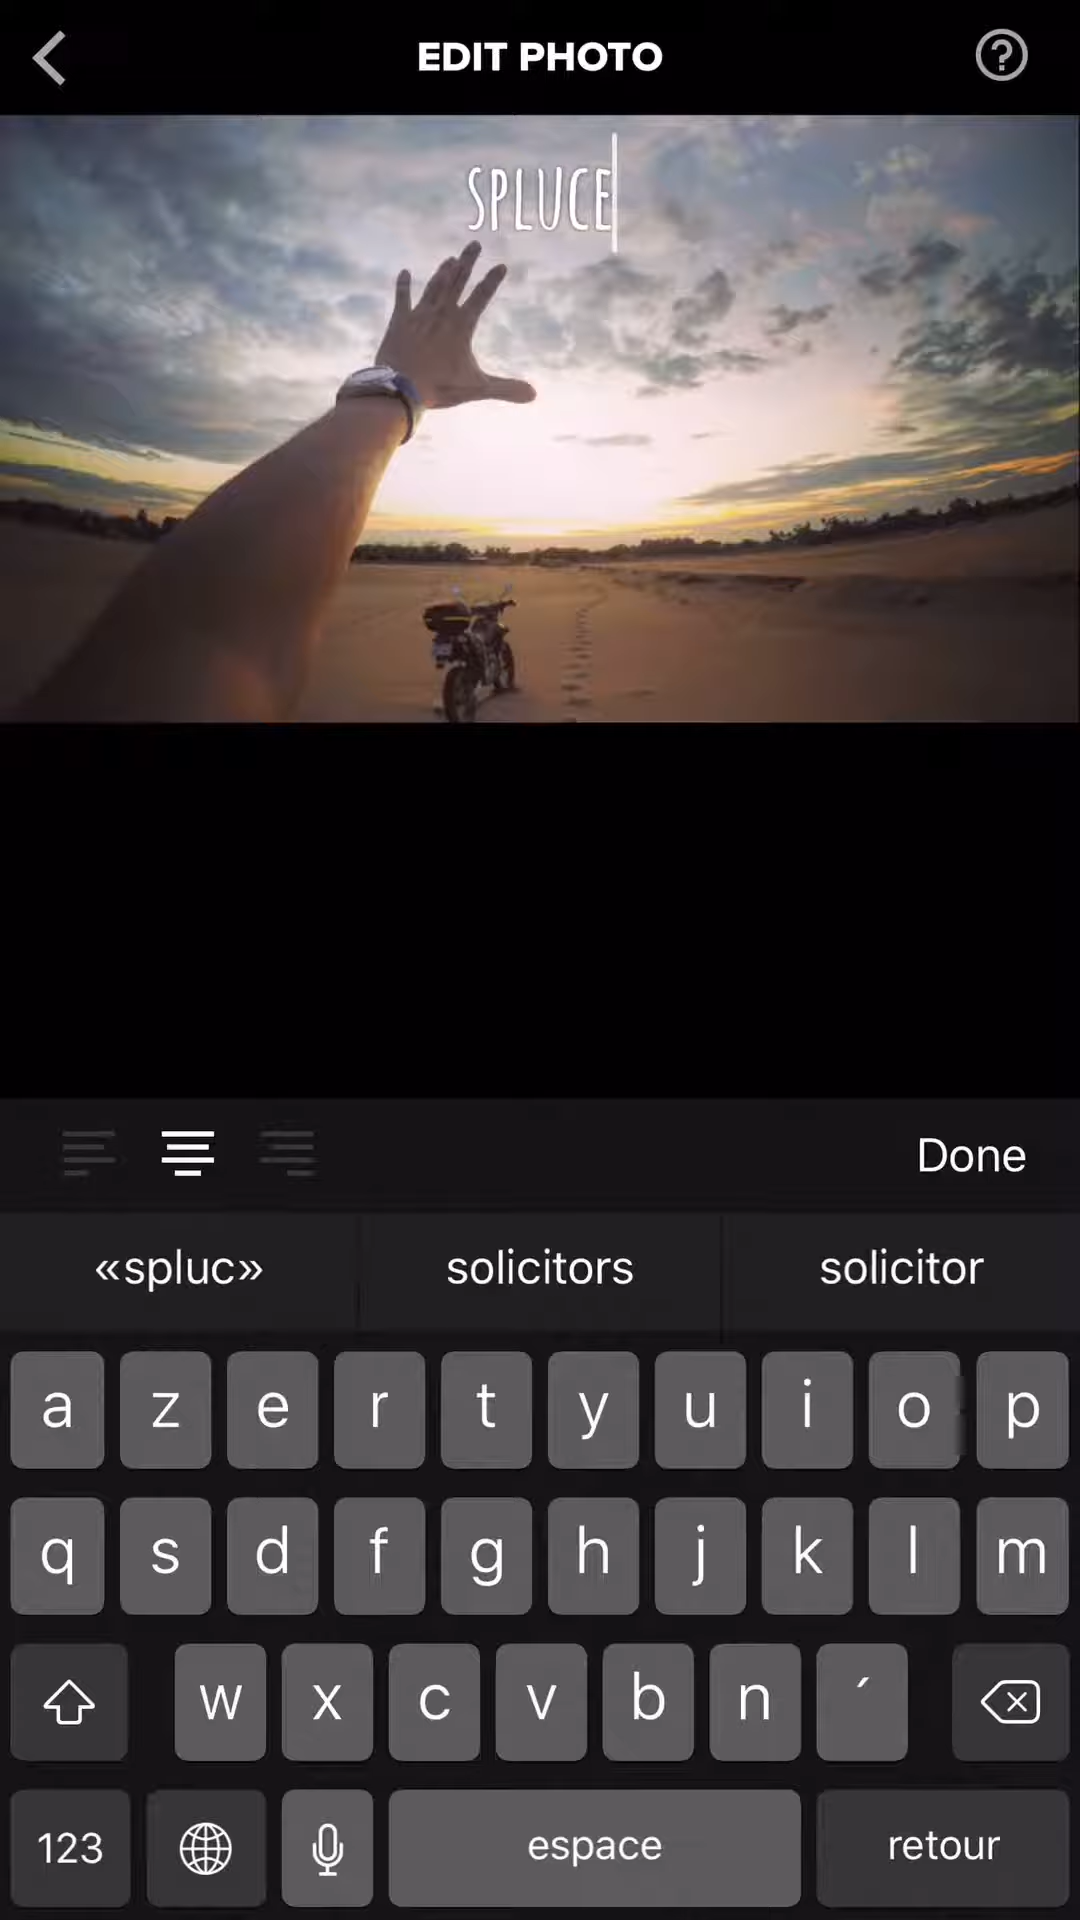 EDIT PHOTO
?
SPLUCE
Done
«spluc» solicitors solicitor
a z e r t y u i o p
q s d f g h j k l m
w x c v b n ´
123 espace retour